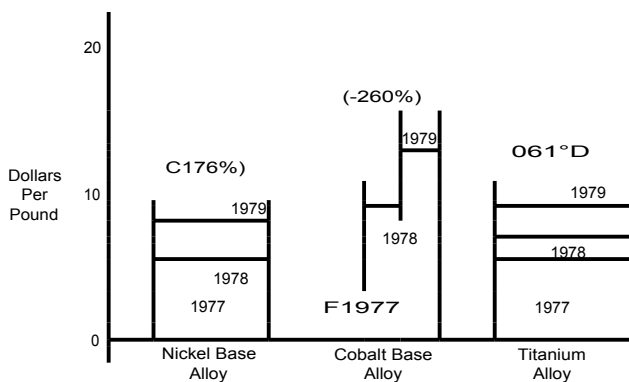 20
(-260%)
1979
061°D
C176%)
Dollars
Per
Pound
10
1979
1979
1978
1978
1978
1977
F1977
1977
0
Nickel Base
Alloy
Cobalt Base
Alloy
Titanium
Alloy